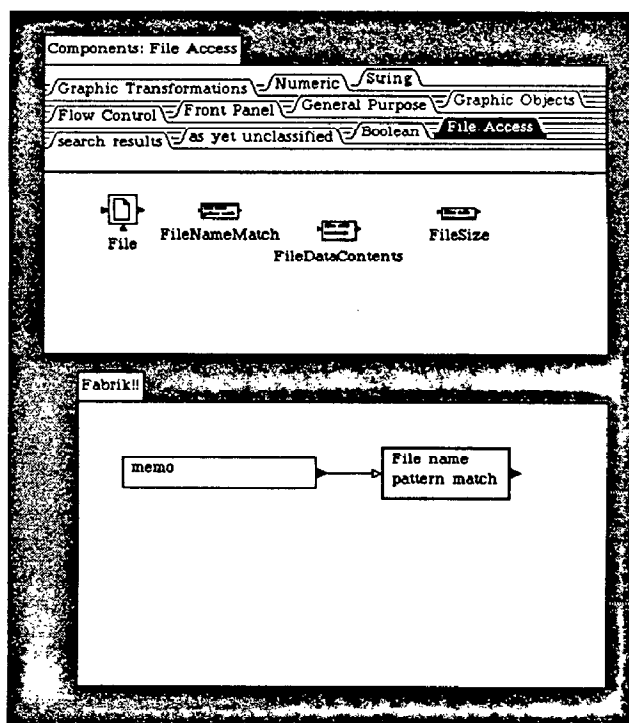 Components: File Access
Graphic Transformations Numeric String
Flow Control Front Panel General Purpose Graphic Objects
search results as yet unclassified Boolean File Access
File FileNameMatch FileDataContents FileSize
Fabrik!!
memo
File name
pattern match